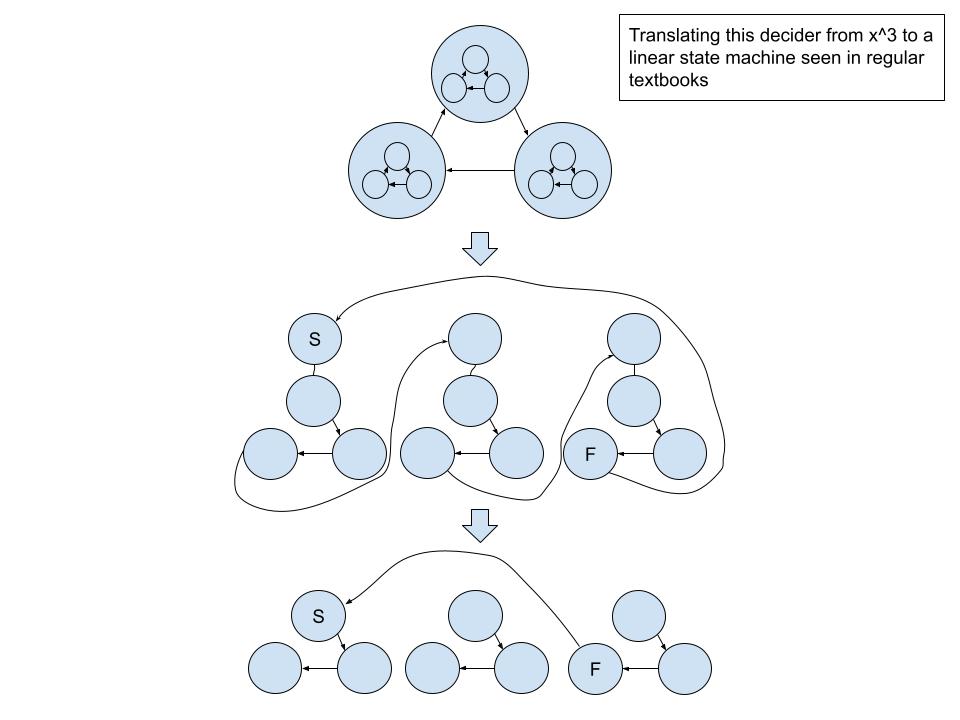 Translating this decider from x^3 to a
linear state machine seen in regular
textbooks
S
F
S
F